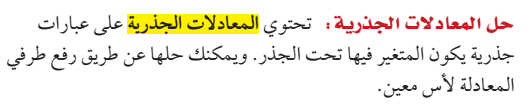 حل المعادلات الجذرية: تحتوي المعادلات الجذرية على عبارات
جذرية يكون المتغير فيها تحت الجذر. ويمكنك حلها عن طريق رفع طرفي
المعادلة لأس معين.